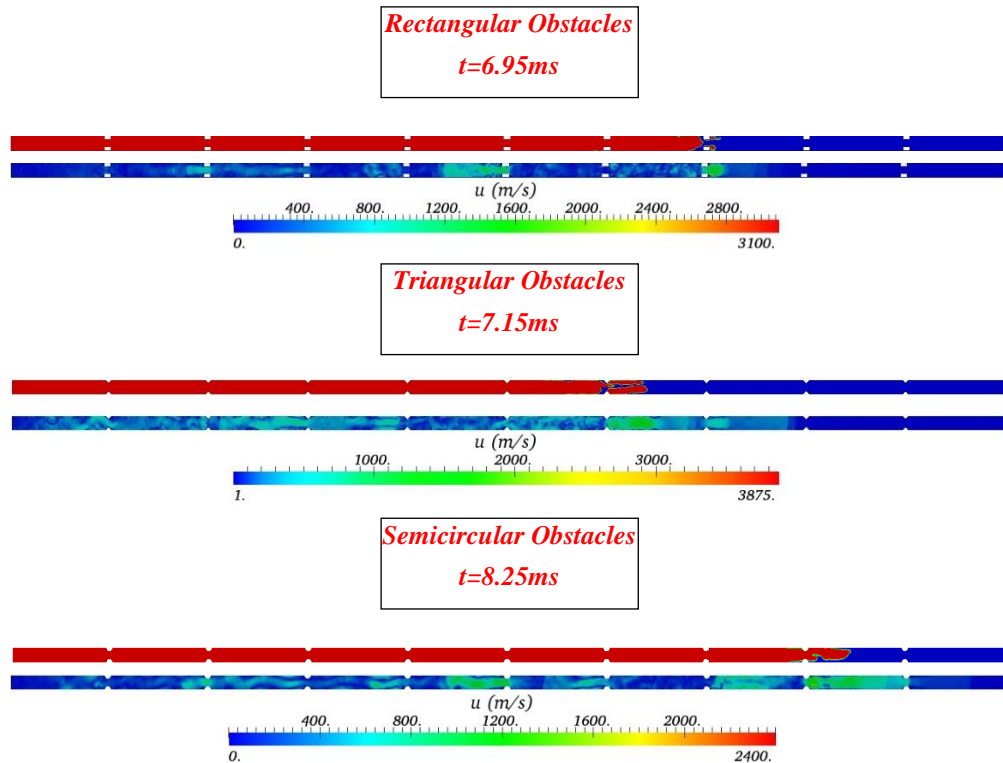 Rectangular Obstacles
t=6.95ms
u (m/s)
400. 800. 1200. 1600. 2000. 2400. 2800.
0. 3100.
Triangular Obstacles
t=7.15ms
u (m/s)
1000. 2000. 3000.
1. 3875.
Semicircular Obstacles
t=8.25ms
u (m/s)
400. 800. 1200. 1600. 2000.
0. 2400.